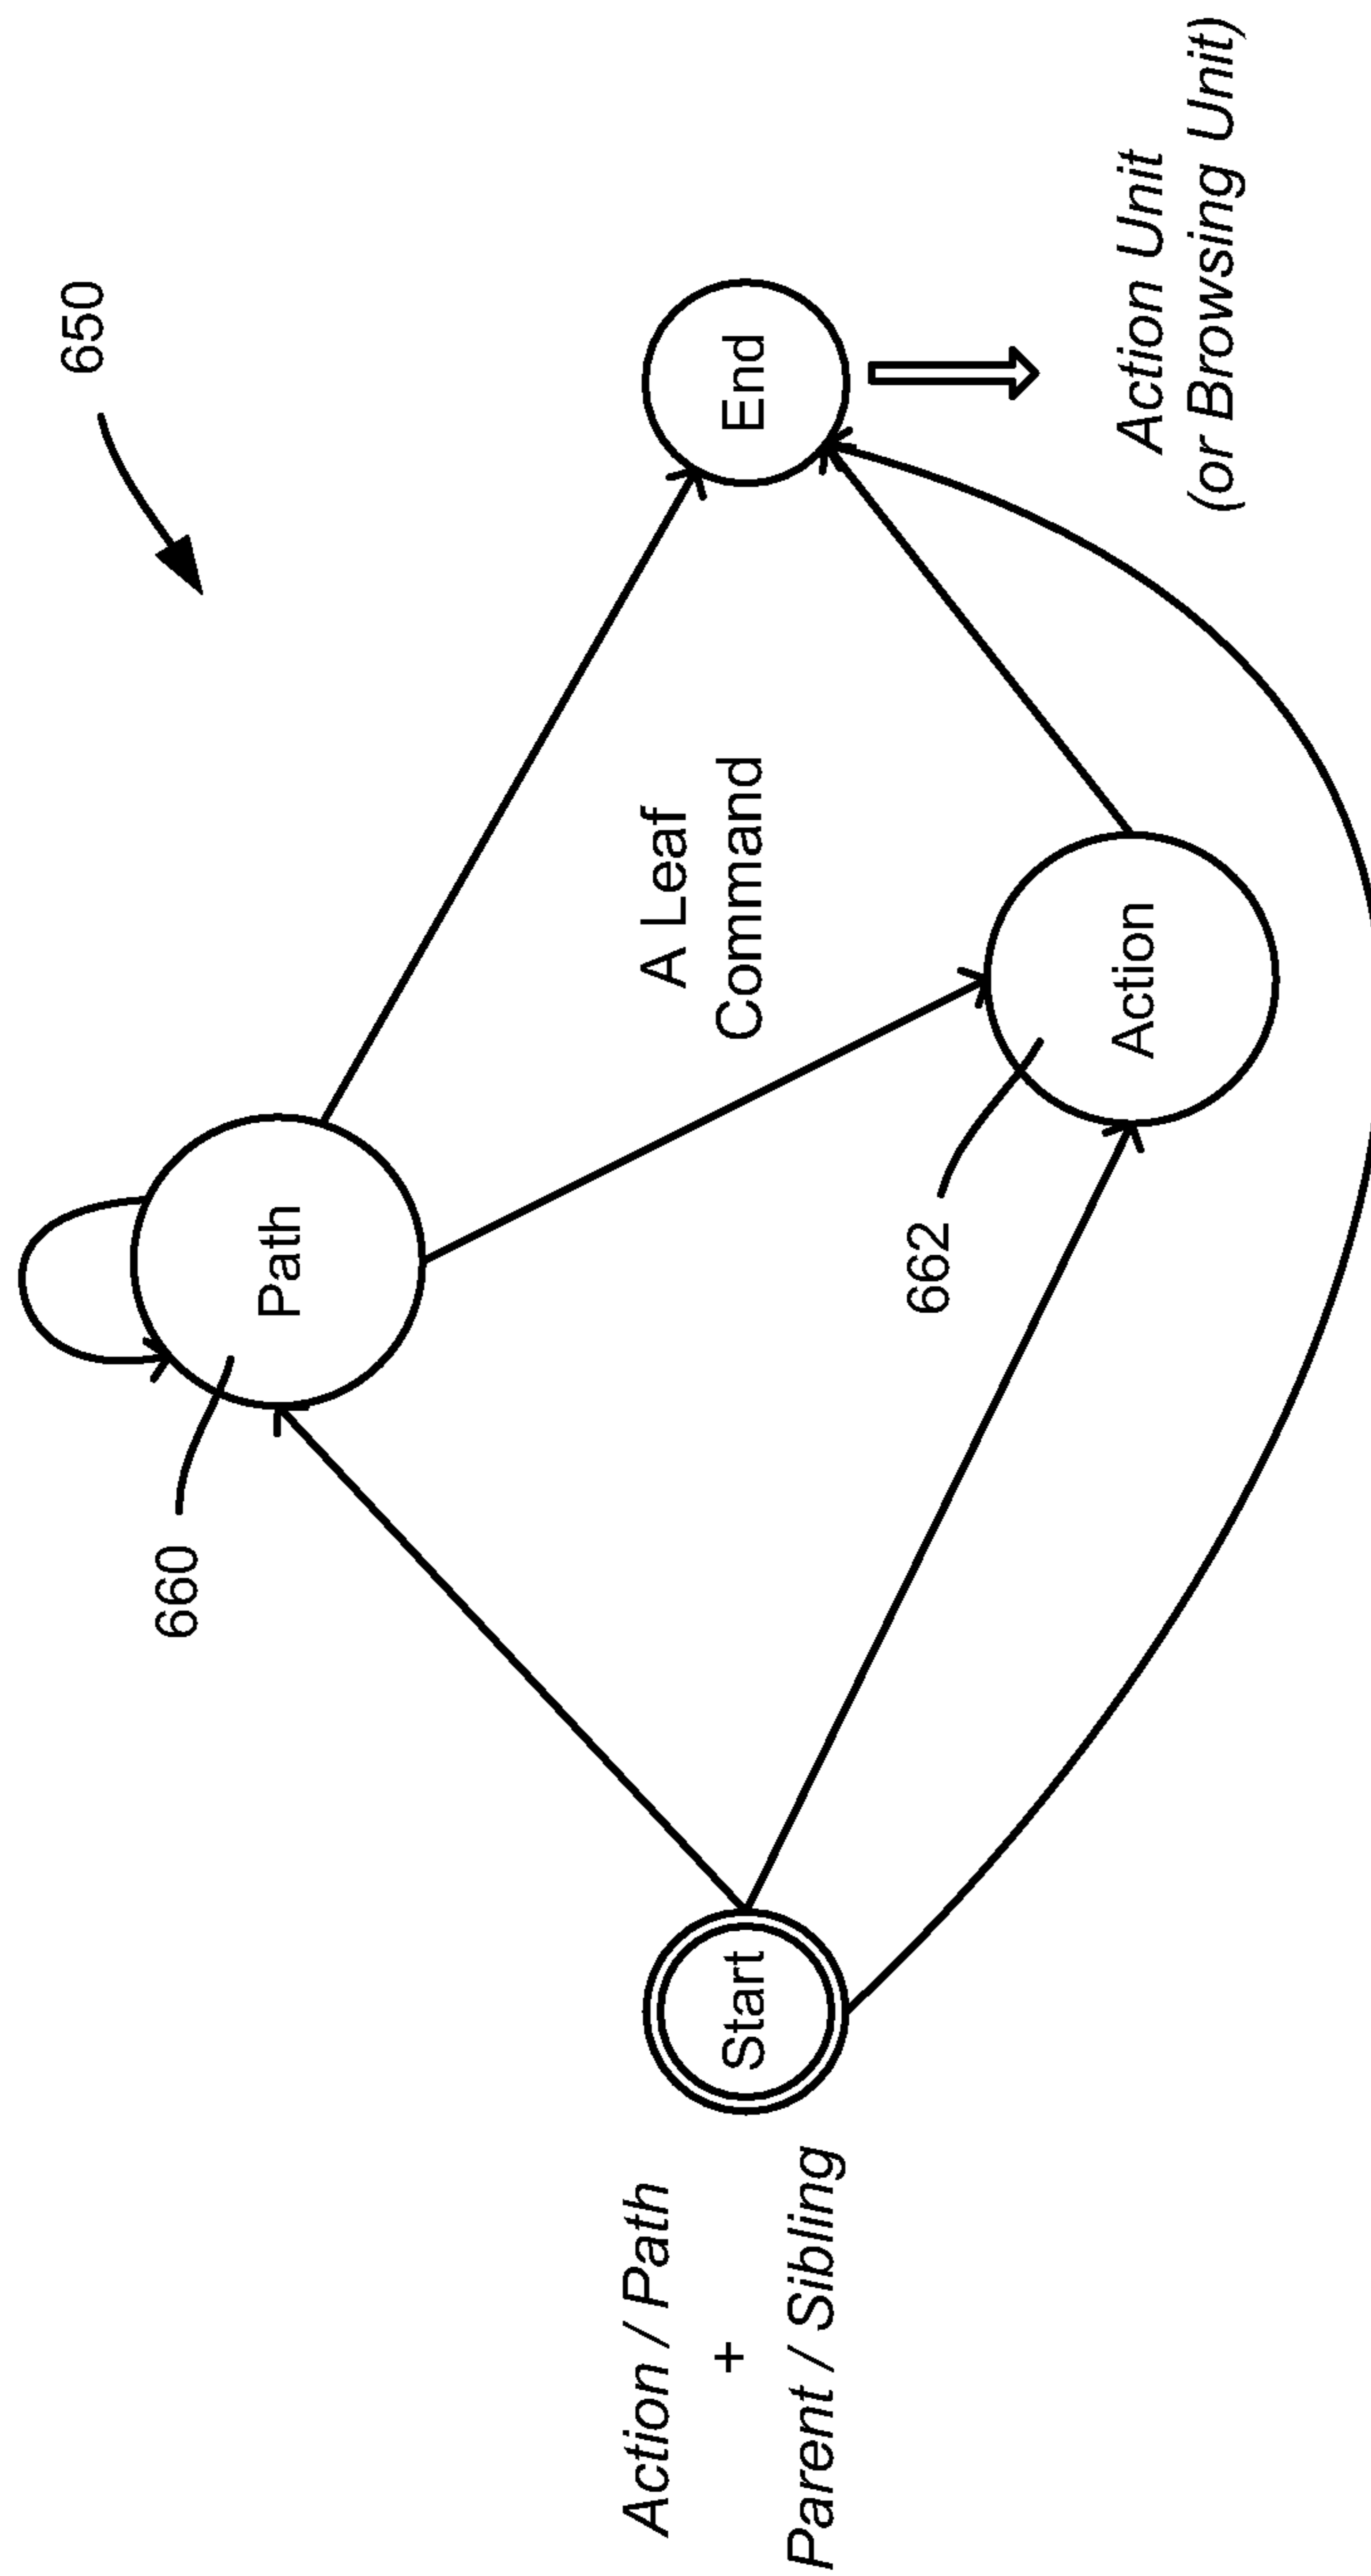 650
660
Path
Action / Path
+
Parent / Sibling
Start
A Leaf
Command
End
662
Action
Action Unit
(or Browsing Unit)